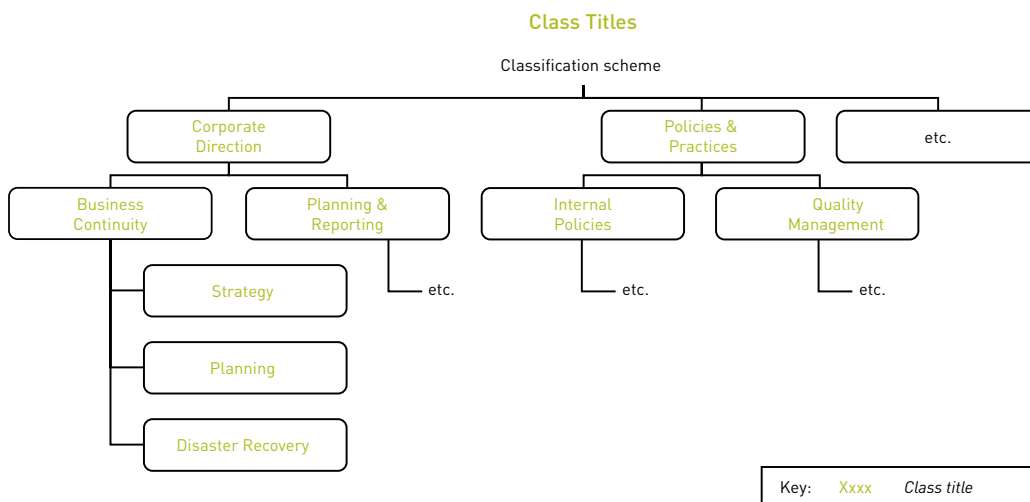 Class Titles
Classification scheme
Corporate
Direction
Policies &
Practices
etc.
Business
Continuity
Planning &
Reporting
Internal
Policies
Quality
Management
Strategy
etc.
etc.
etc.
Planning
Disaster Recovery
Key: Xxxx Class title